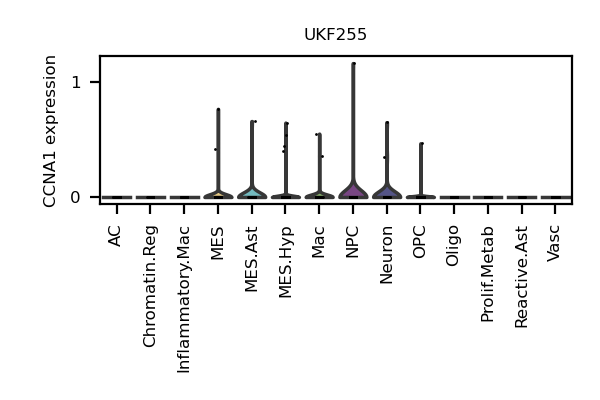 UKF255
CCNA1 expression
1
0
AC
Chromatin.Reg
Inflammatory.Mac
MES
MES.Ast
MES.Hyp
Mac
NPC
Neuron
OPC
Oligo
Prolif.Metab
Reactive.Ast
Vasc